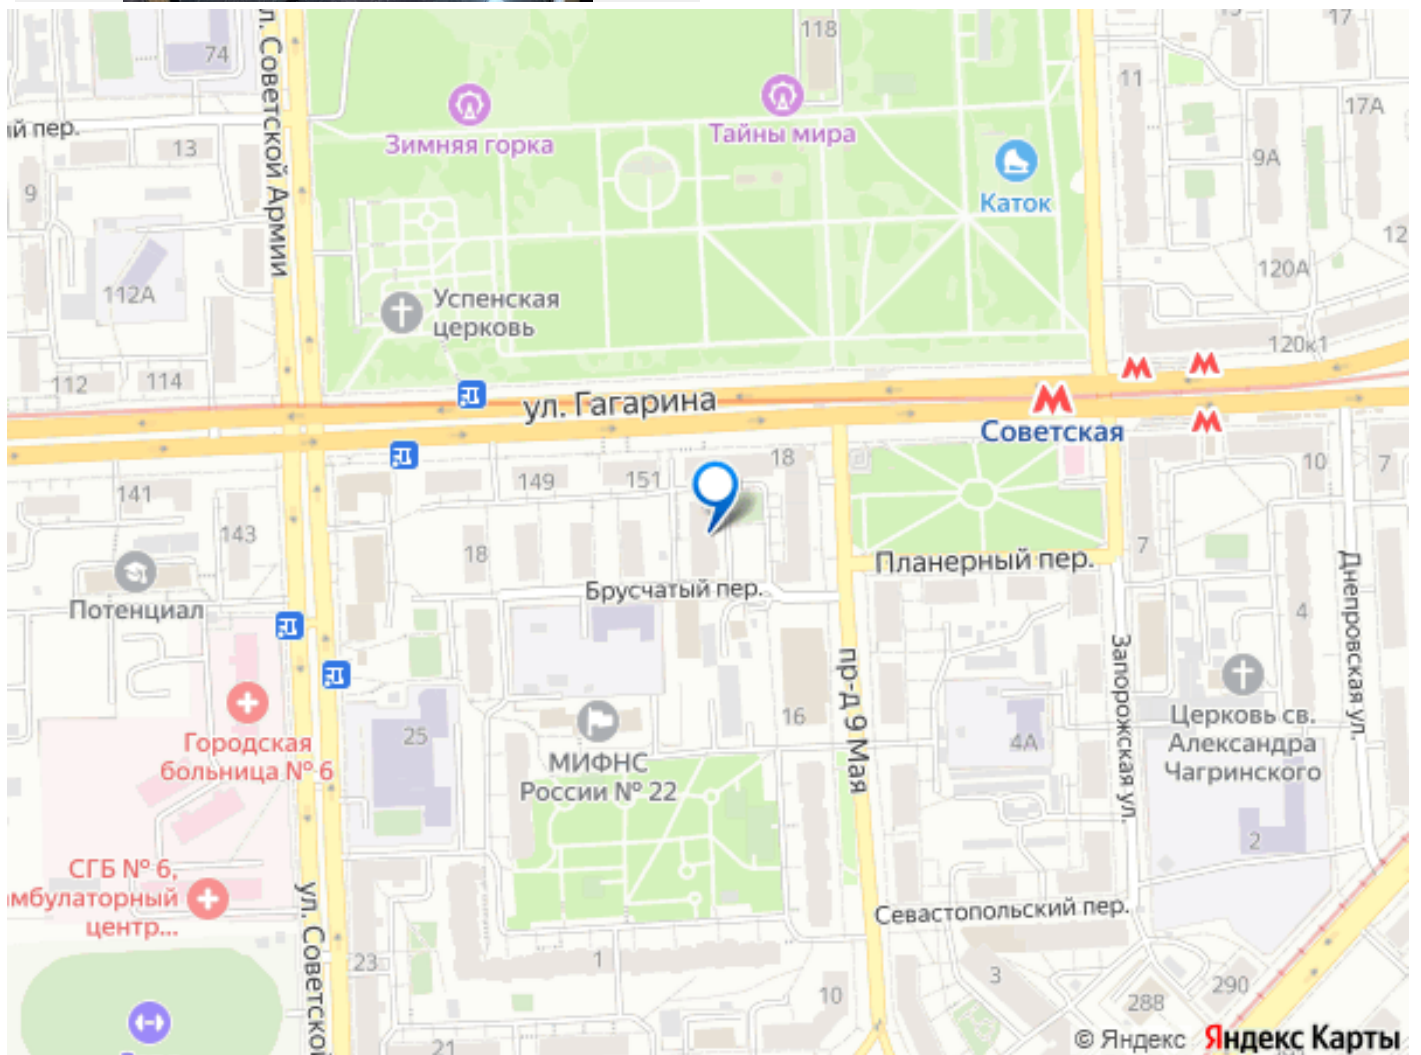 74
118
17
11
17А
Зимняя горка
Тайны мира
Каток
13
9
9А
ул. Советской Армии
112А
Успенская
церковь
120А
12
120к1
112
114
ул. Гагарина
Советская
18
10
7
141
149
151
143
18
7
Потенциал
Брусчатый пер.
Планерный пер.
4
Днепровская ул.
Запорожская ул.
пр-д 9 Мая
Городская
больница № 6
25
МИФНС
России № 22
16
4А
Церковь св.
Александра
Чагринского
2
СГБ № 6,
амбулаторный
центр...
ул. Советской
Севастопольский пер.
23
1
10
3
288
290
21
© Яндекс Яндекс Карты